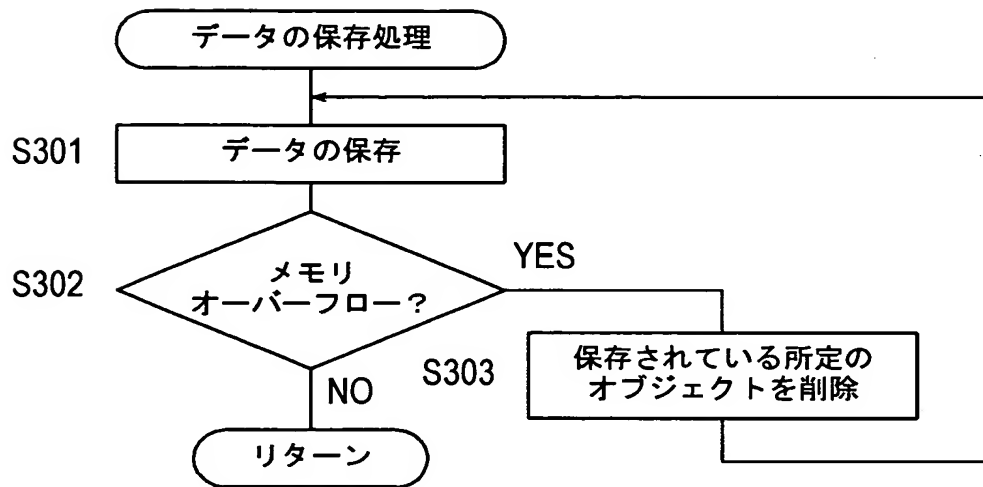 データの保存処理
S301
データの保存
S302
メモリ
オーバーフロー？
YES
NO
S303
保存されている所定の
オブジェクトを削除
リターン